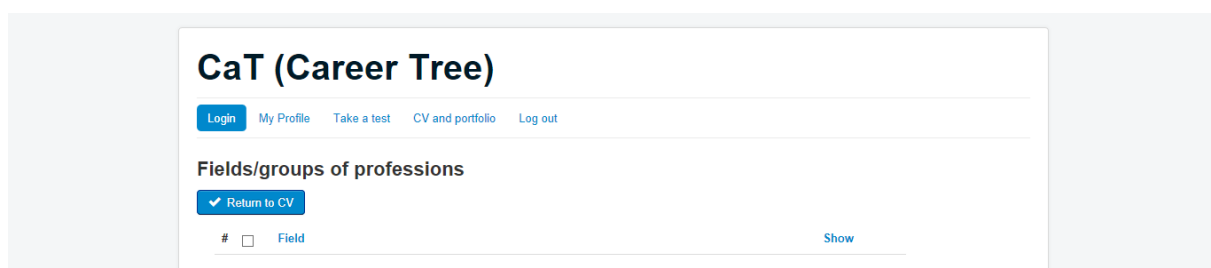 CaT (Career Tree)
Login My Profile Take a test CV and portfolio Log out
Fields/groups of professions
Return to CV
# Field Show